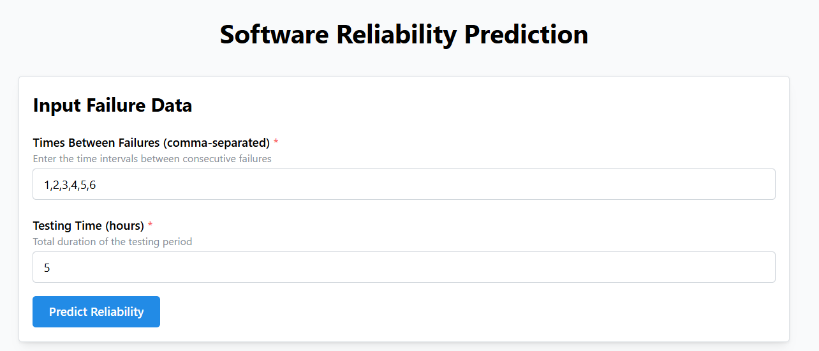 Software Reliability Prediction
Input Failure Data
Times Between Failures (comma-separated) *
Enter the time intervals between consecutive failures
1,2,3,4,5,6
Testing Time (hours) *
Total duration of the testing period
5
Predict Reliability